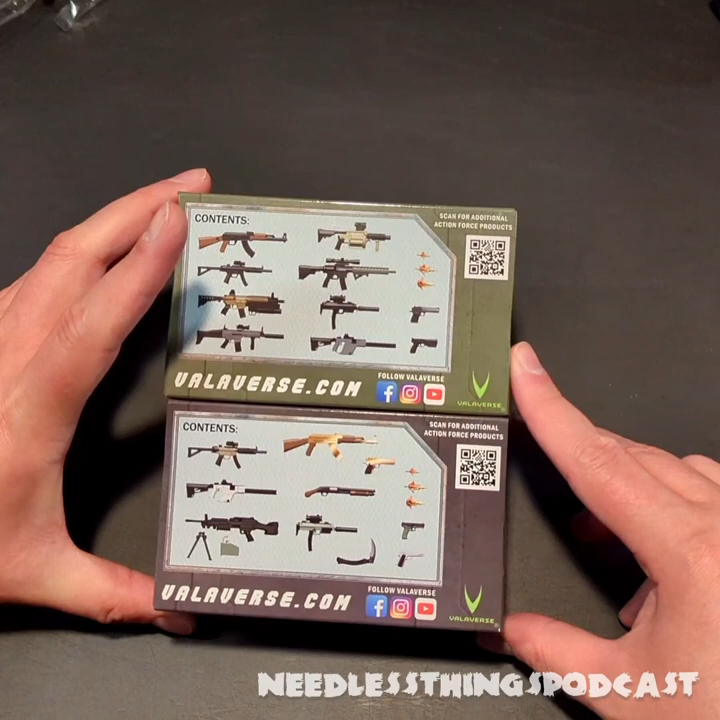 CONTENTS:
SCAN FOR ADDITIONAL
ACTION FORCE PRODUCTS
FOLLOW VALAVERSE
VALAVERSE.COM
VALAVERSE
CONTENTS:
SCAN FOR ADDITIONAL
ACTION FORCE PRODUCTS
FOLLOW VALAVERSE
VALAVERSE.COM
VALAVERSE
NEEDLESSTHINGSPODCAST